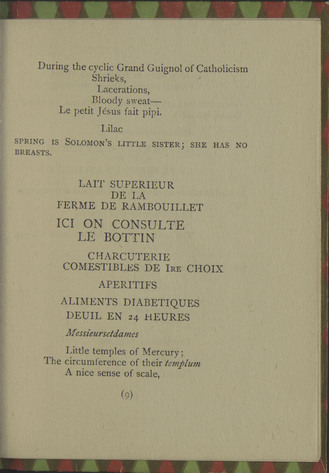 During the cyclic Grand Guignol of Catholicism
Shrieks,
Lacerations,
Bloody sweat—
Le petit Jésus fait pipi.
Lilac
SPRING IS SOLOMON'S LITTLE SISTER; SHE HAS NO
BREASTS.
LAIT SUPERIEUR
DE LA
FERME DE RAMBOUILLET
ICI ON CONSULTE
LE BOTTIN
CHARCUTERIE
COMESTIBLES DE IRE CHOIX
APERITIFS
ALIMENTS DIABETIQUES
DEUIL EN 24 HEURES
Messieursetdames
Little temples of Mercury;
The circumference of their templum
A nice sense of scale,
(9)